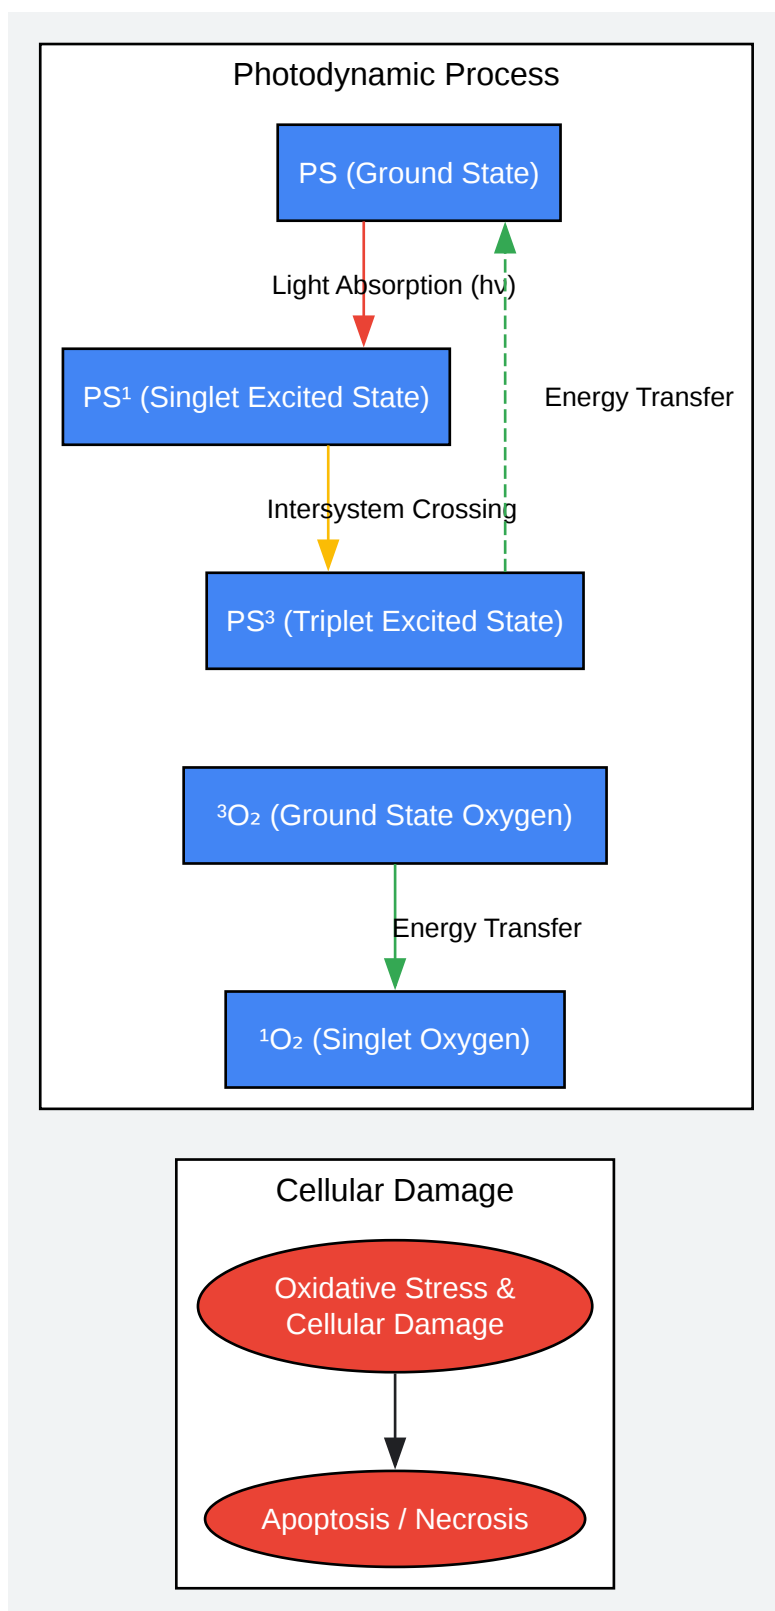 Photodynamic Process
PS (Ground State)
Light Absorption (hν)
PS¹ (Singlet Excited State)
Energy Transfer
Intersystem Crossing
PS³ (Triplet Excited State)
³O₂ (Ground State Oxygen)
Energy Transfer
¹O₂ (Singlet Oxygen)
Cellular Damage
Oxidative Stress &
Cellular Damage
Apoptosis / Necrosis